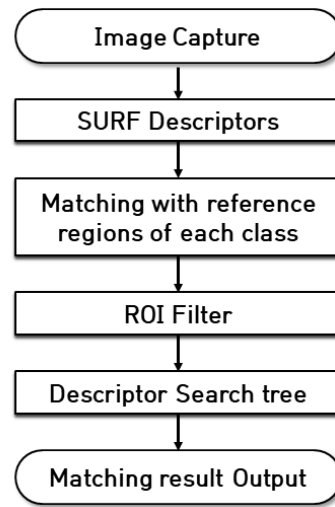 Image Capture
SURF Descriptors
Matching with reference
regions of each class
ROI Filter
Descriptor Search tree
Matching result Output